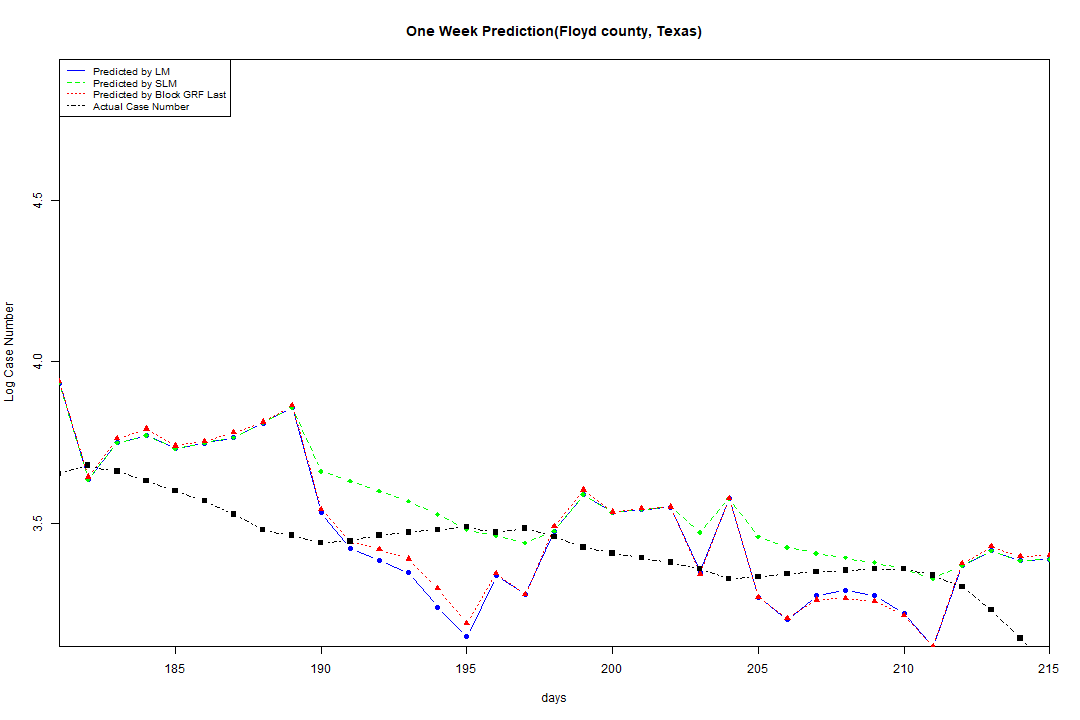 One Week Prediction(Floyd county, Texas)
Predicted by LM
Predicted by SLM
Predicted by Block GRF Last
Actual Case Number
4.5
4.0
3.5
Log Case Number
185 190 195 200 205 210 215
days